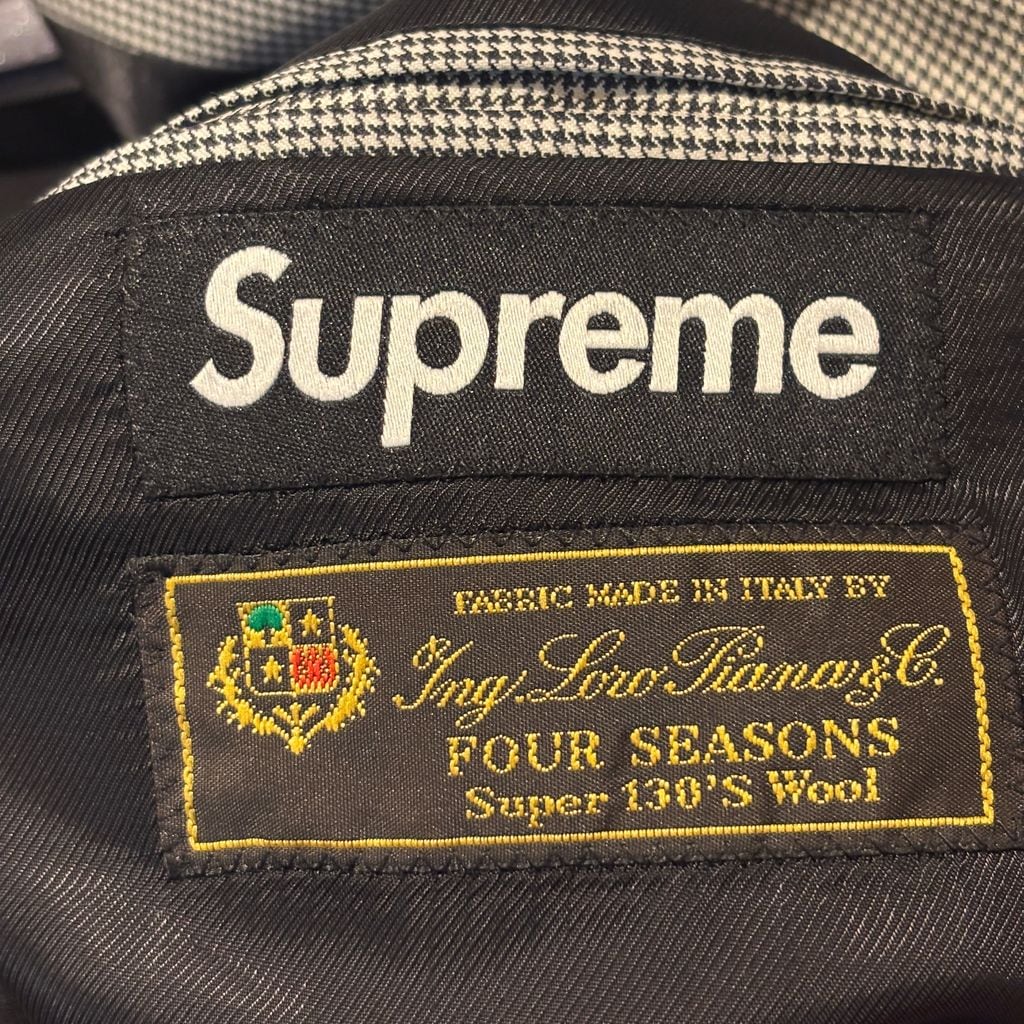 Supreme
FABRIC MADE IN ITALY BY
Ing. Loro Piana & C.
FOUR SEASONS
Super 130'S Wool